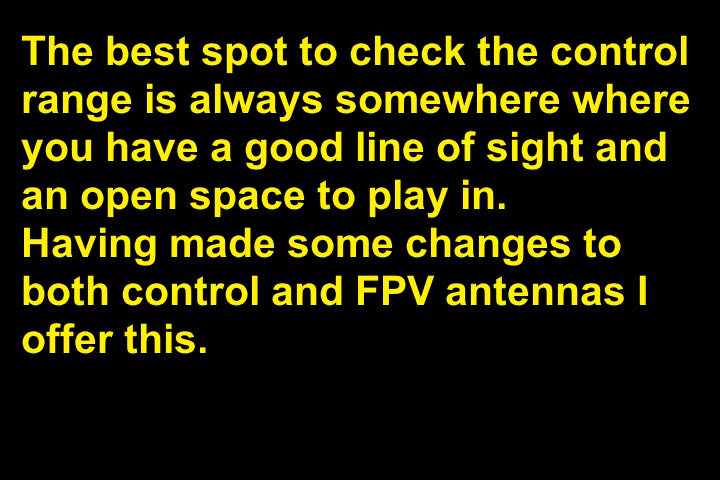 The best spot to check the control
range is always somewhere where
you have a good line of sight and
an open space to play in.
Having made some changes to
both control and FPV antennas I
offer this.